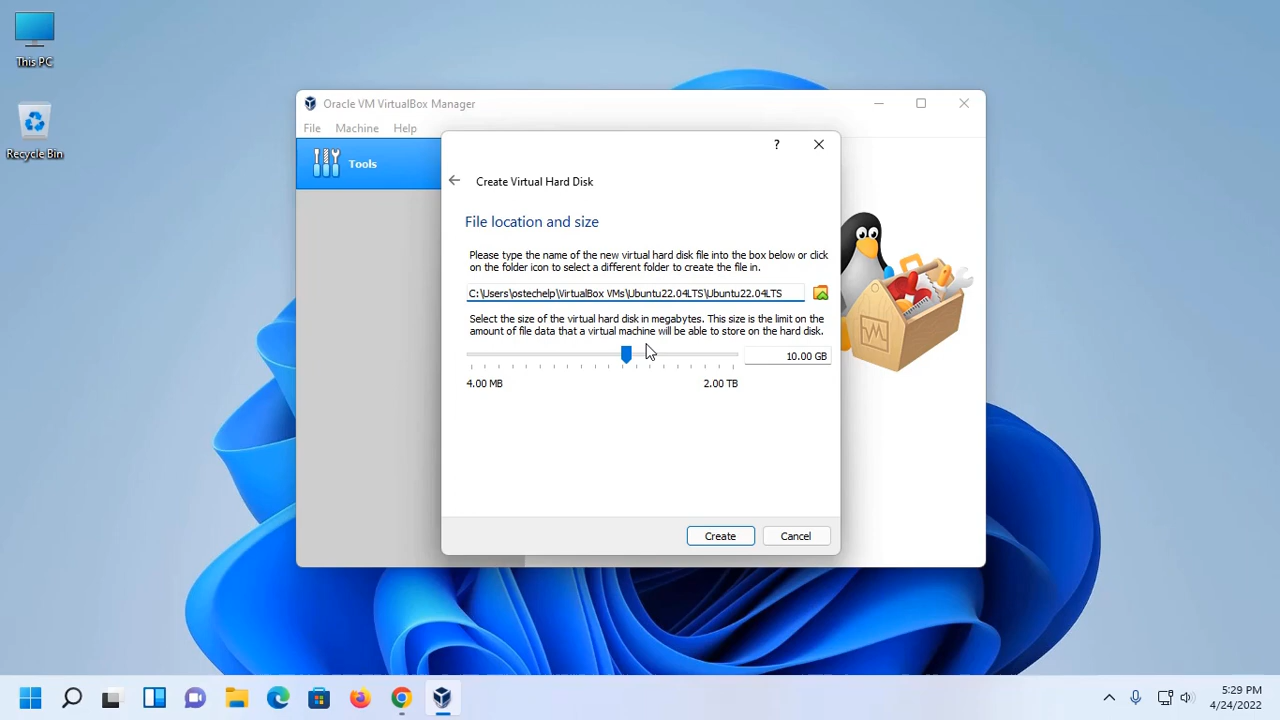 This PC
Recycle Bin
Oracle VM VirtualBox Manager
File Machine Help
Tools
?
Create Virtual Hard Disk
File location and size
Please type the name of the new virtual hard disk file into the box below or click
on the folder icon to select a different folder to create the file in.
C:\Users\ostechelp\VirtualBox VMs\Ubuntu22.04LTS\Ubuntu22.04LTS
Select the size of the virtual hard disk in megabytes. This size is the limit on the
amount of file data that a virtual machine will be able to store on the hard disk.
10.00 GB
4.00 MB 2.00 TB
Create Cancel
5:29 PM
4/24/2022